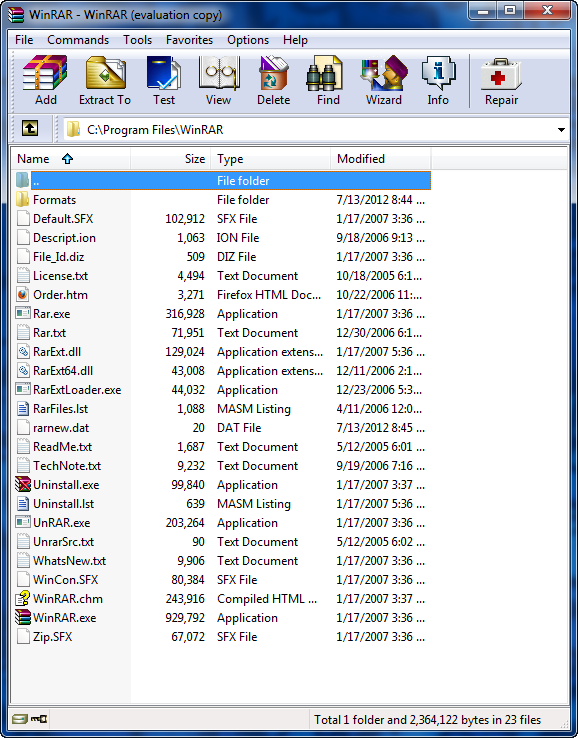 WinRAR - WinRAR (evaluation copy)
File Commands Tools Favorites Options Help
Add Extract To Test View Delete Find Wizard Info Repair
C:\Program Files\WinRAR
Name Size Type Modified
.. File folder
Formats File folder 7/13/2012 8:44 ...
Default.SFX 102,912 SFX File 1/17/2007 3:36 ...
Descript.ion 1,063 ION File 9/18/2006 9:13 ...
File_Id.diz 509 DIZ File 1/17/2007 3:36 ...
License.txt 4,494 Text Document 10/18/2005 6:1...
Order.htm 3,271 Firefox HTML Doc... 10/22/2006 11:...
Rar.exe 316,928 Application 1/17/2007 3:36 ...
Rar.txt 71,951 Text Document 12/30/2006 6:1...
RarExt.dll 129,024 Application extens... 1/17/2007 5:36 ...
RarExt64.dll 43,008 Application extens... 12/11/2006 2:1...
RarExtLoader.exe 44,032 Application 12/23/2006 5:3...
RarFiles.lst 1,088 MASM Listing 4/11/2006 12:0...
rarnew.dat 20 DAT File 7/13/2012 8:45 ...
ReadMe.txt 1,687 Text Document 5/12/2005 6:01 ...
TechNote.txt 9,232 Text Document 9/19/2006 7:16 ...
Uninstall.exe 99,840 Application 1/17/2007 3:37 ...
Uninstall.lst 639 MASM Listing 1/17/2007 5:36 ...
UnRAR.exe 203,264 Application 1/17/2007 3:36 ...
UnrarSrc.txt 90 Text Document 5/12/2005 6:02 ...
WhatsNew.txt 9,906 Text Document 1/17/2007 3:36 ...
WinCon.SFX 80,384 SFX File 1/17/2007 3:36 ...
WinRAR.chm 243,916 Compiled HTML ... 1/17/2007 3:37 ...
WinRAR.exe 929,792 Application 1/17/2007 3:36 ...
Zip.SFX 67,072 SFX File 1/17/2007 3:36 ...
Total 1 folder and 2,364,122 bytes in 23 files